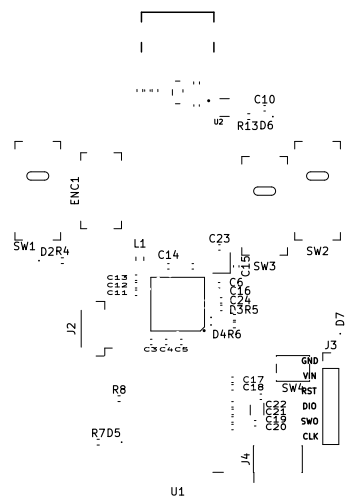 C10
U2
R13D6
ENC1
SW1
D2R4
L1
C14
C23
C15
SW3
SW2
C13
C12
C11
C6
C16
C24
D3R5
D4R6
D7
J2
C3 C4 C5
J3
GND
VIN
SW4
RST
DIO
SWO
CLK
C17
C18
C22
C21
C19
C20
R8
R7D5
J4
U1